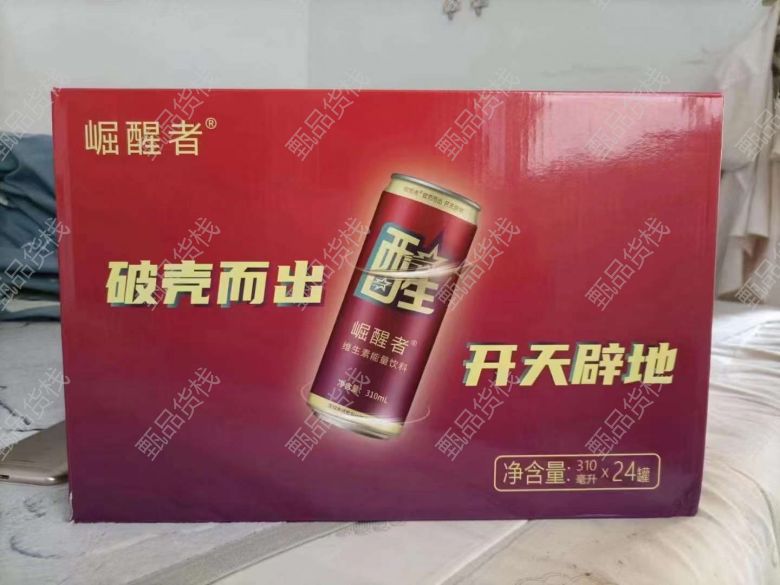 崛醒者®
破壳而出
醒
崛醒者®
维生素能量饮料
净含量：310mL
开天辟地
净含量：310毫升×24罐
甄品货栈